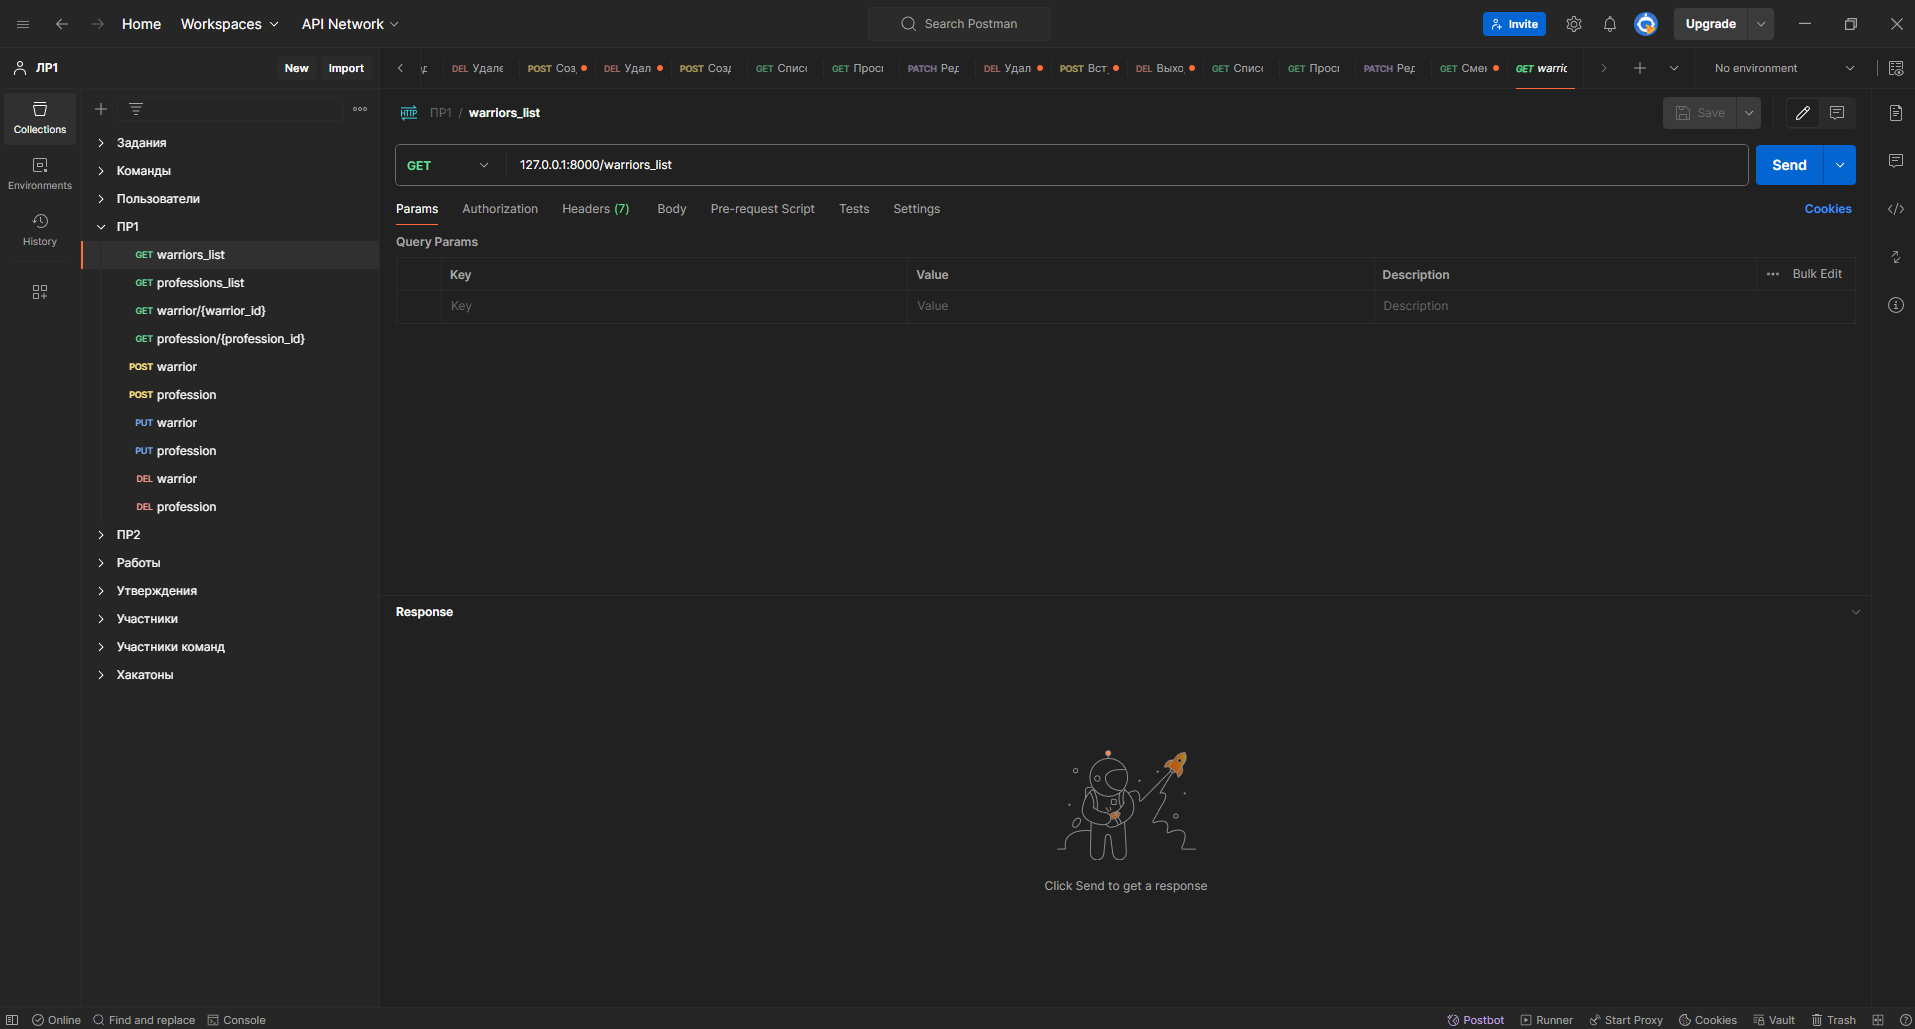 Home Workspaces API Network Search Postman Invite Upgrade
ЛР1 New Import
DEL Удале POST Соз DEL Удал POST Созд GET Списс GET Прос DEL Удал POST Вст DEL Выхо GET Списс GET Прос PATCH Ред GET Смен GET warric No environment
Collections
Environments
History
Задания
Команды
Пользователи
ПР1
GET warriors_list
GET professions_list
GET warrior/{warrior_id}
GET profession/{profession_id}
POST warrior
POST profession
PUT warrior
PUT profession
DEL warrior
DEL profession
ПР2
Работы
Утверждения
Участники
Участники команд
Хакатоны
HTTP ПР1 / warriors_list Save
GET 127.0.0.1:8000/warriors_list Send
Params Authorization Headers (7) Body Pre-request Script Tests Settings Cookies
Query Params
Key Value Description ••• Bulk Edit
Key Value Description
Response
Click Send to get a response
Online Find and replace Console Postbot Runner Start Proxy Cookies Vault Trash